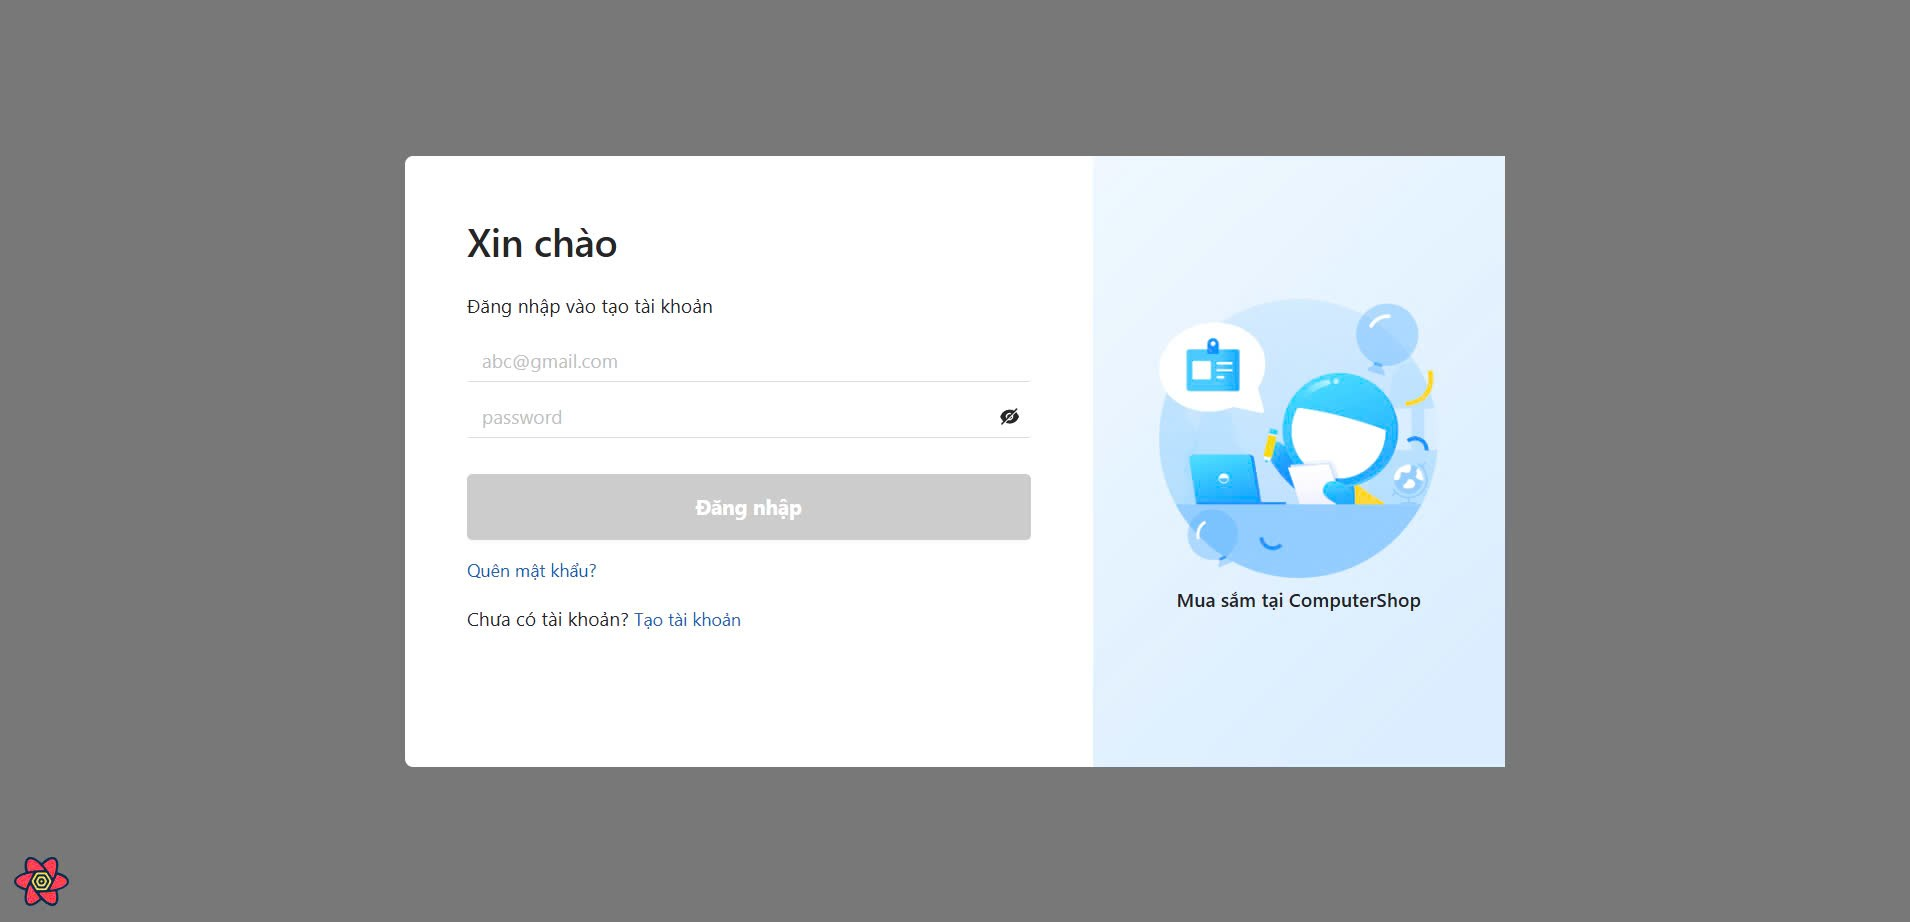 Xin chào
Đăng nhập vào tạo tài khoản
abc@gmail.com
password
Đăng nhập
Quên mật khẩu?
Chưa có tài khoản? Tạo tài khoản
Mua sắm tại ComputerShop